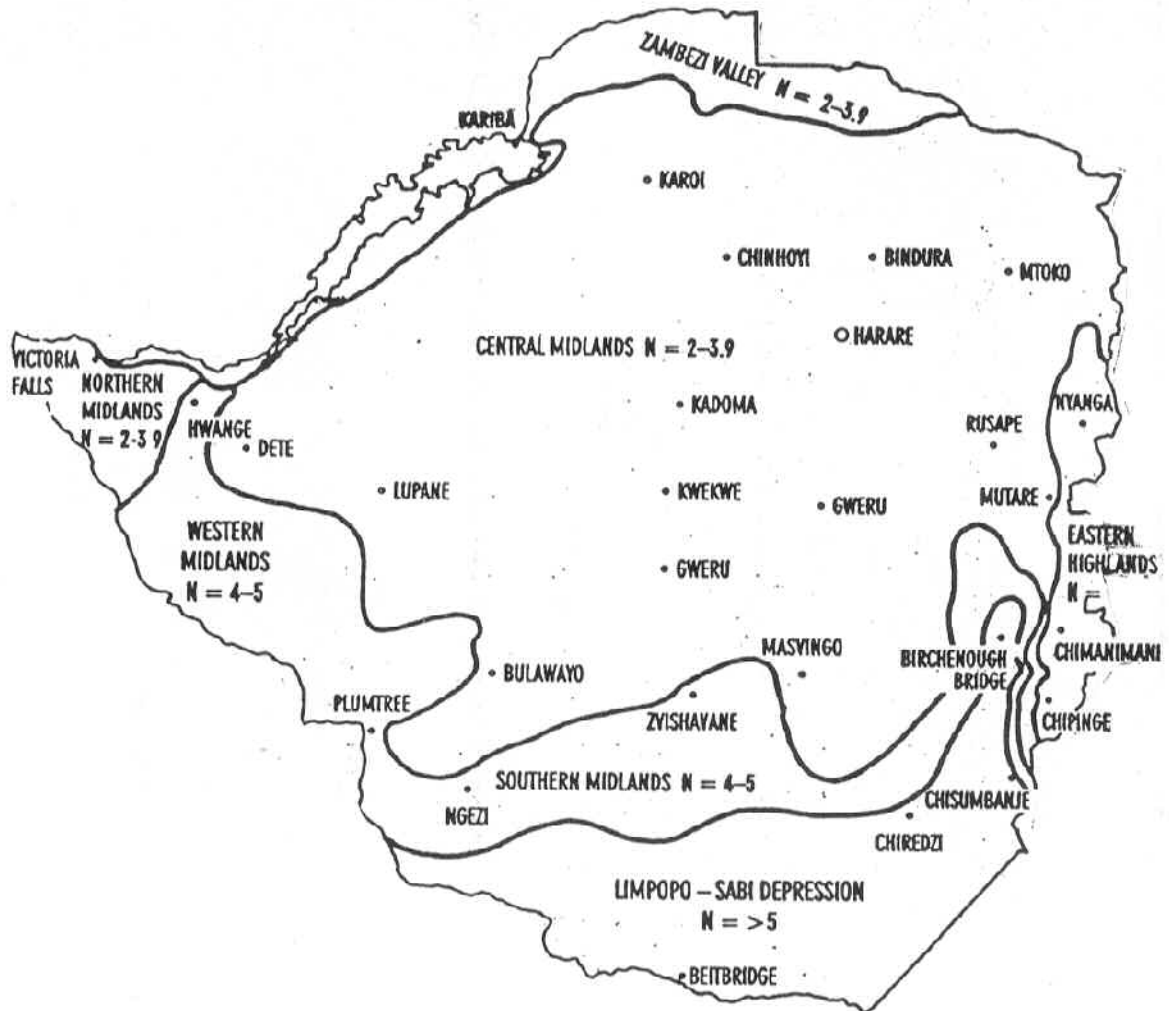 ZAMBEZI VALLEY N = 2-3.9
KARIBA
KAROI
CHINHOYI
BINDURA
MTOKO
HARARE
CENTRAL MIDLANDS N = 2-3.9
VICTORIA
FALLS
NORTHERN
MIDLANDS
N = 2-3 9
HWANGE
DETE
KADOMA
NYANGA
RUSAPE
LUPANE
KWEKWE
GWERU
MUTARE
WESTERN
MIDLANDS
N = 4-5
EASTERN
HIGHLANDS
N =
GWERU
CHIMANIMANI
MASVINGO
BIRCHENOUGH
BRIDGE
BULAWAYO
PLUMTREE
ZVISHAVANE
CHIPINGE
SOUTHERN MIDLANDS N = 4-5
NGEZI
CHISUMBANJE
CHIREDZI
LIMPOPO — SABI DEPRESSION
N = >5
BEITBRIDGE